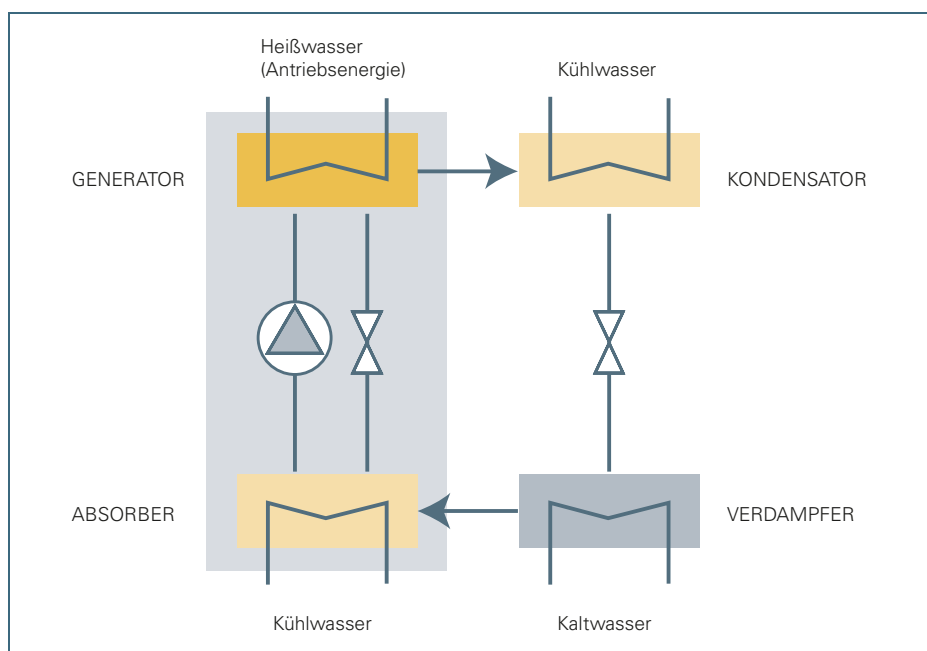 Heißwasser
(Antriebsenergie)
Kühlwasser
GENERATOR
KONDENSATOR
ABSORBER
VERDAMPFER
Kühlwasser
Kaltwasser